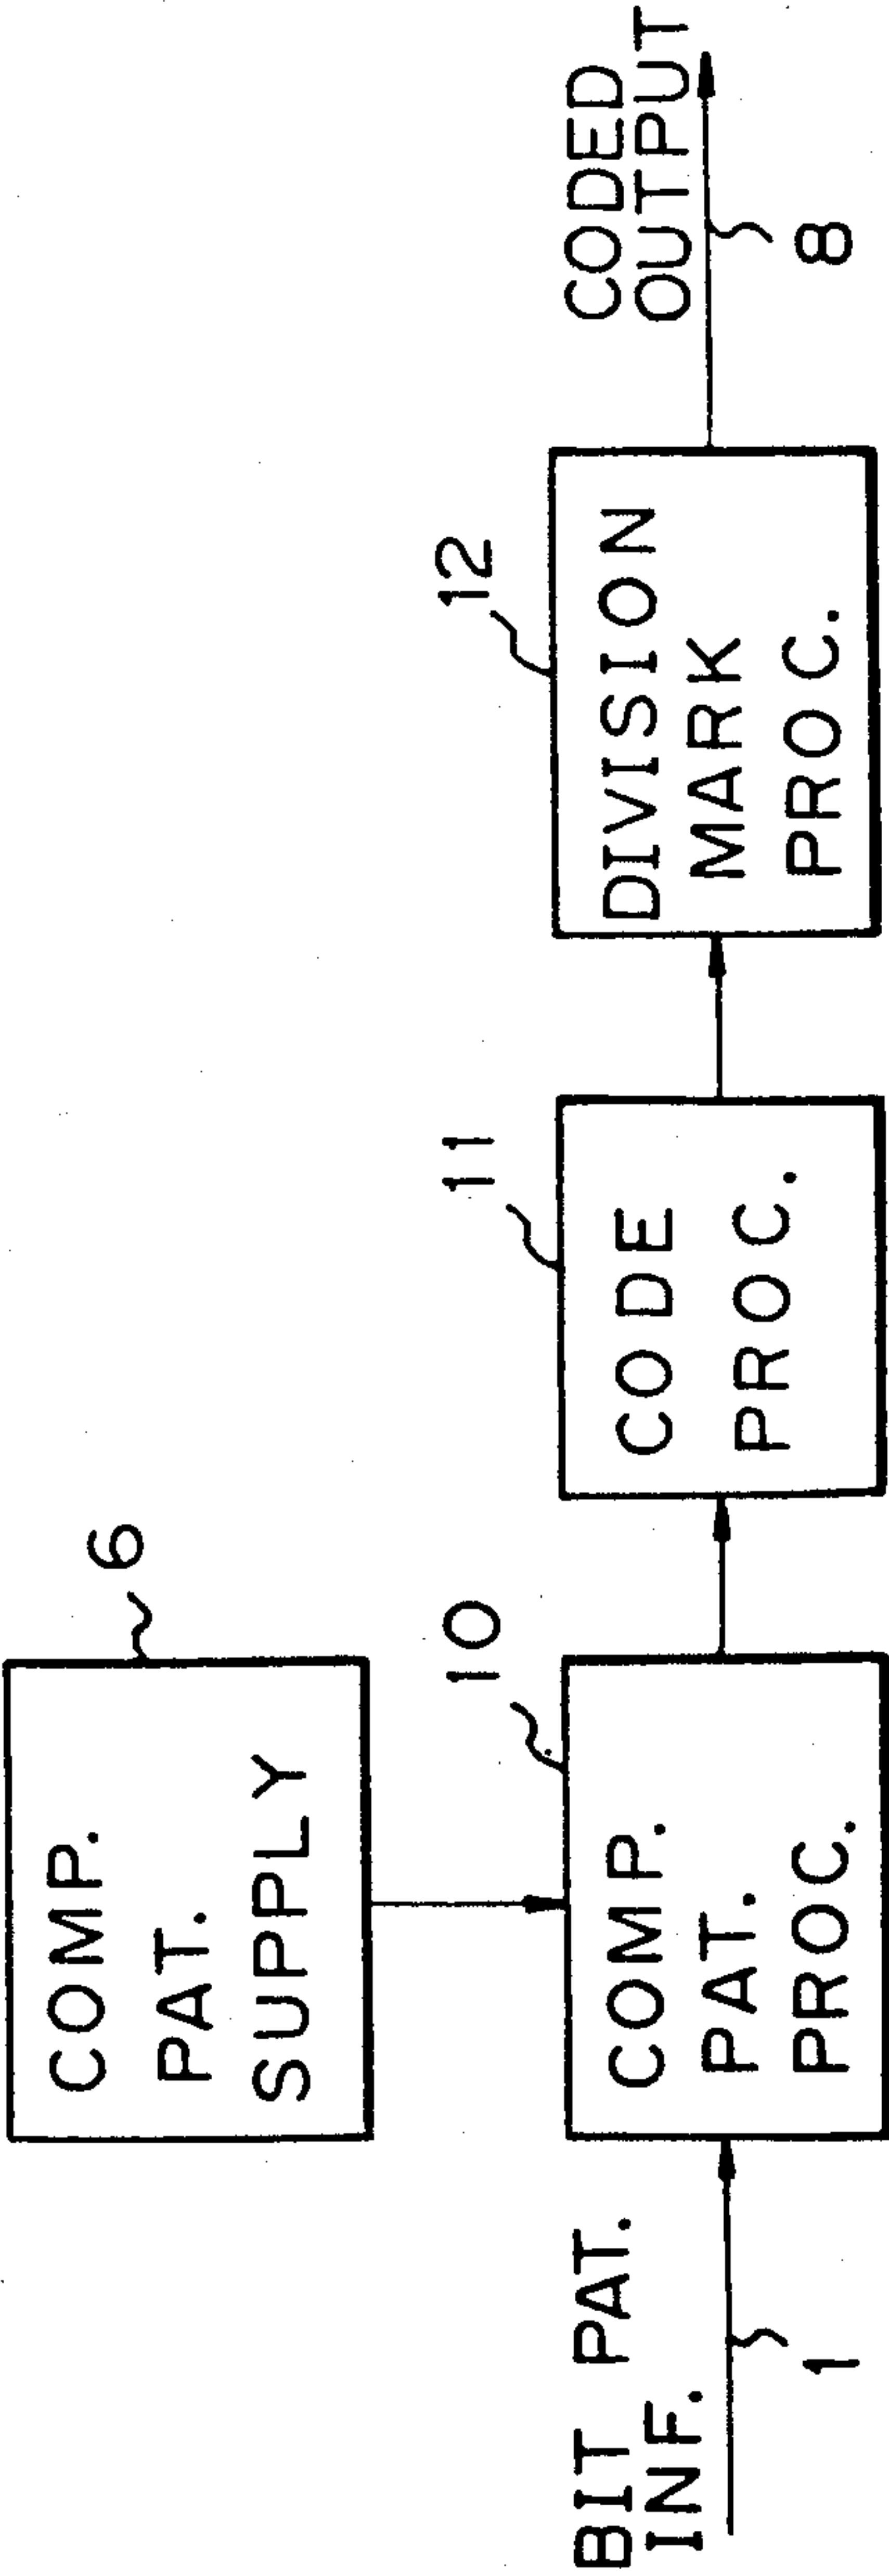 COMP.
PAT.
SUPPLY
6
BIT PAT.
INF.
1
10
COMP.
PAT.
PROC.
11
CODE
PROC.
12
DIVISION
MARK
PROC.
CODED
OUTPUT
8